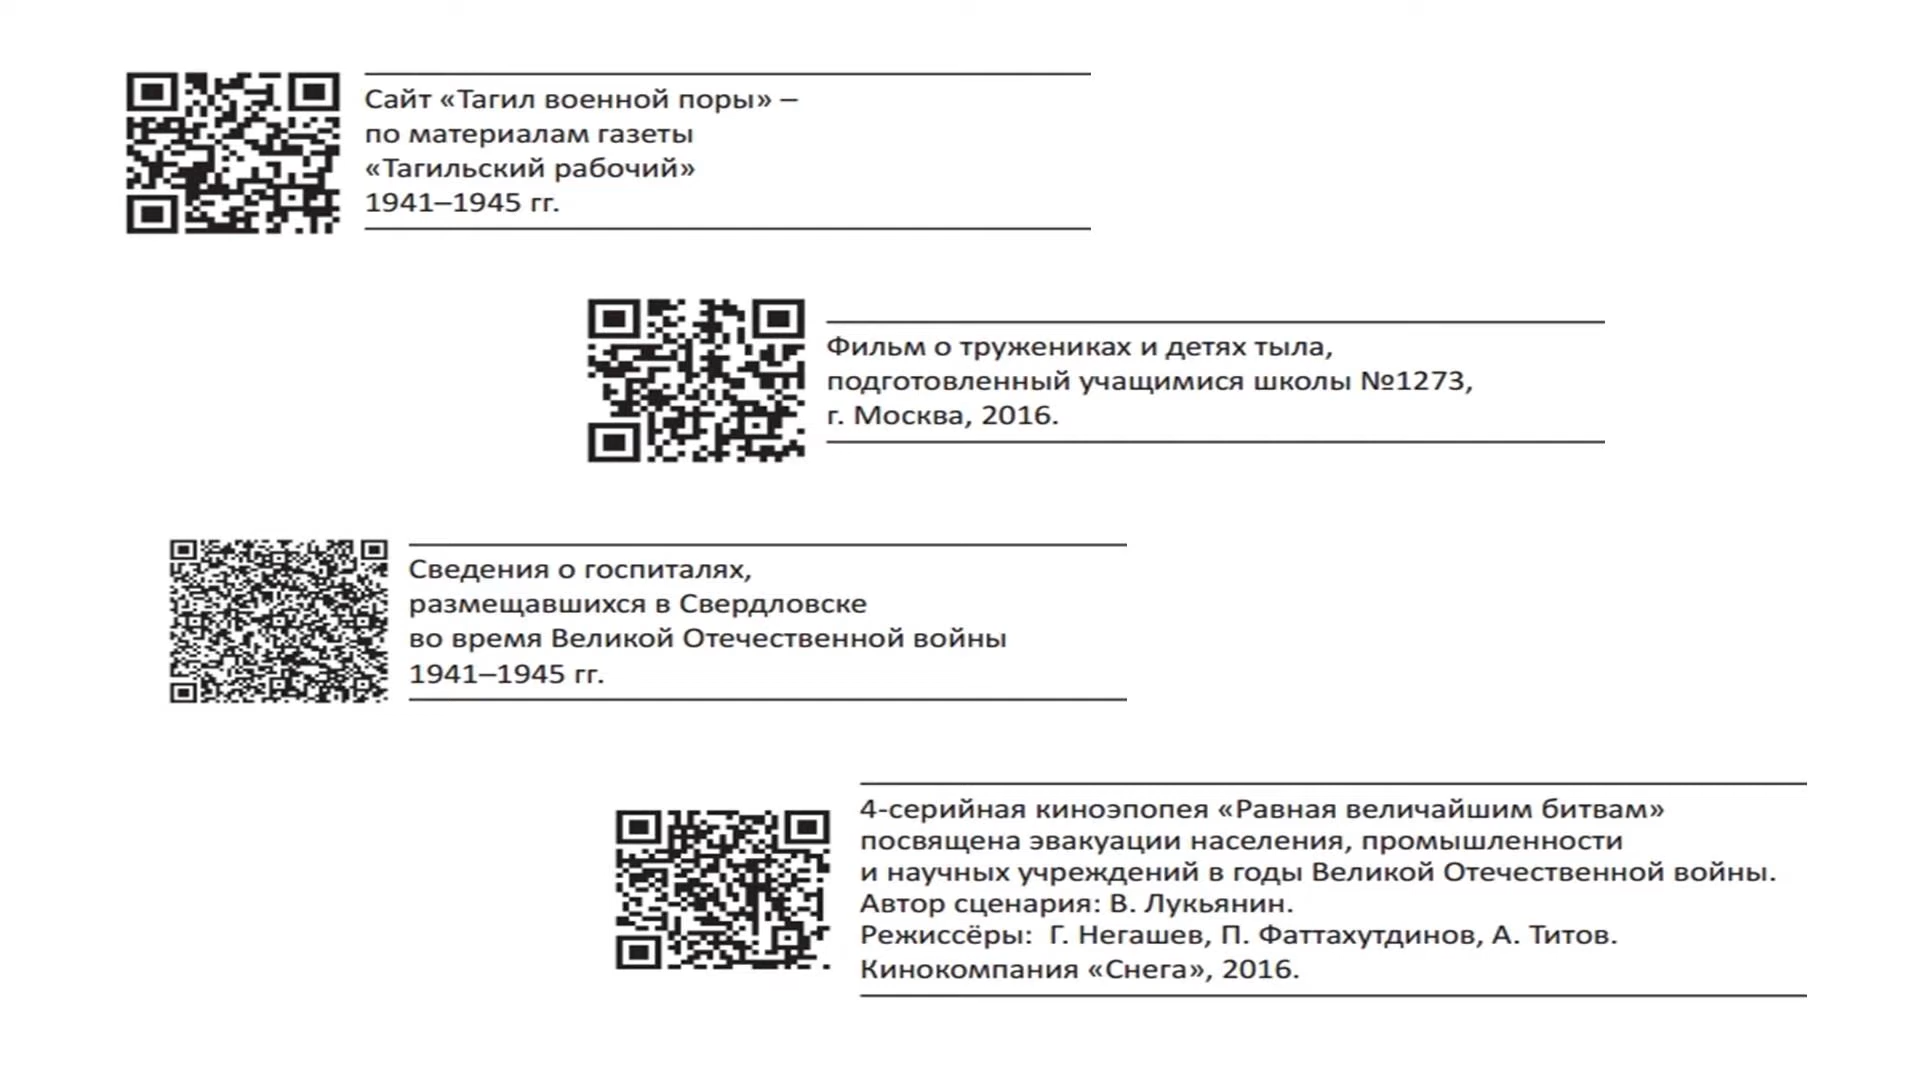 Сайт «Тагил военной поры» –
по материалам газеты
«Тагильский рабочий»
1941–1945 гг.
Фильм о тружениках и детях тыла,
подготовленный учащимися школы №1273,
г. Москва, 2016.
Сведения о госпиталях,
размещавшихся в Свердловске
во время Великой Отечественной войны
1941–1945 гг.
4-серийная киноэпопея «Равная величайшим битвам»
посвящена эвакуации населения, промышленности
и научных учреждений в годы Великой Отечественной войны.
Автор сценария: В. Лукьянин.
Режиссёры: Г. Негашев, П. Фаттахутдинов, А. Титов.
Кинокомпания «Снега», 2016.